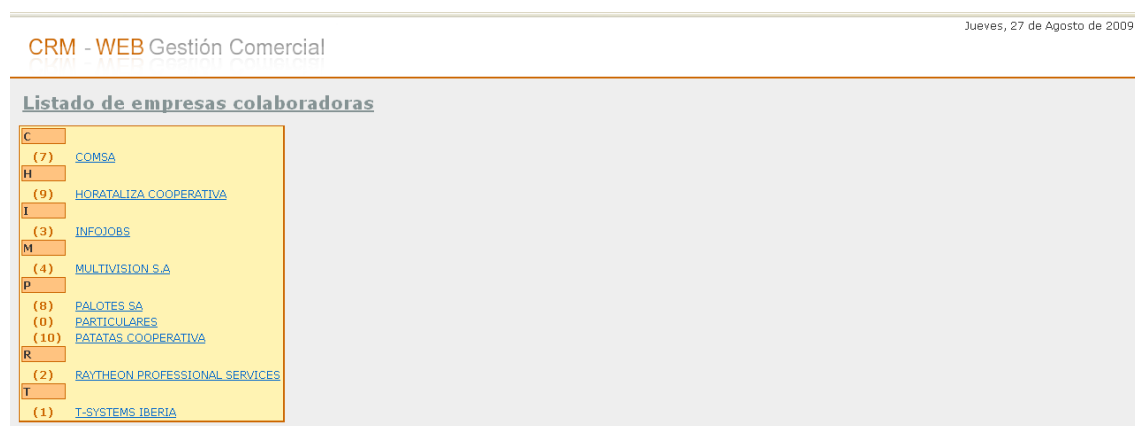 Jueves, 27 de Agosto de 2009
CRM - WEB Gestión Comercial
Listado de empresas colaboradoras
C
(7) COMSA
H
(9) HORATALIZA COOPERATIVA
I
(3) INFOJOBS
M
(4) MULTIVISION S.A
P
(8) PALOTES SA
(0) PARTICULARES
(10) PATATAS COOPERATIVA
R
(2) RAYTHEON PROFESSIONAL SERVICES
T
(1) T-SYSTEMS IBERIA